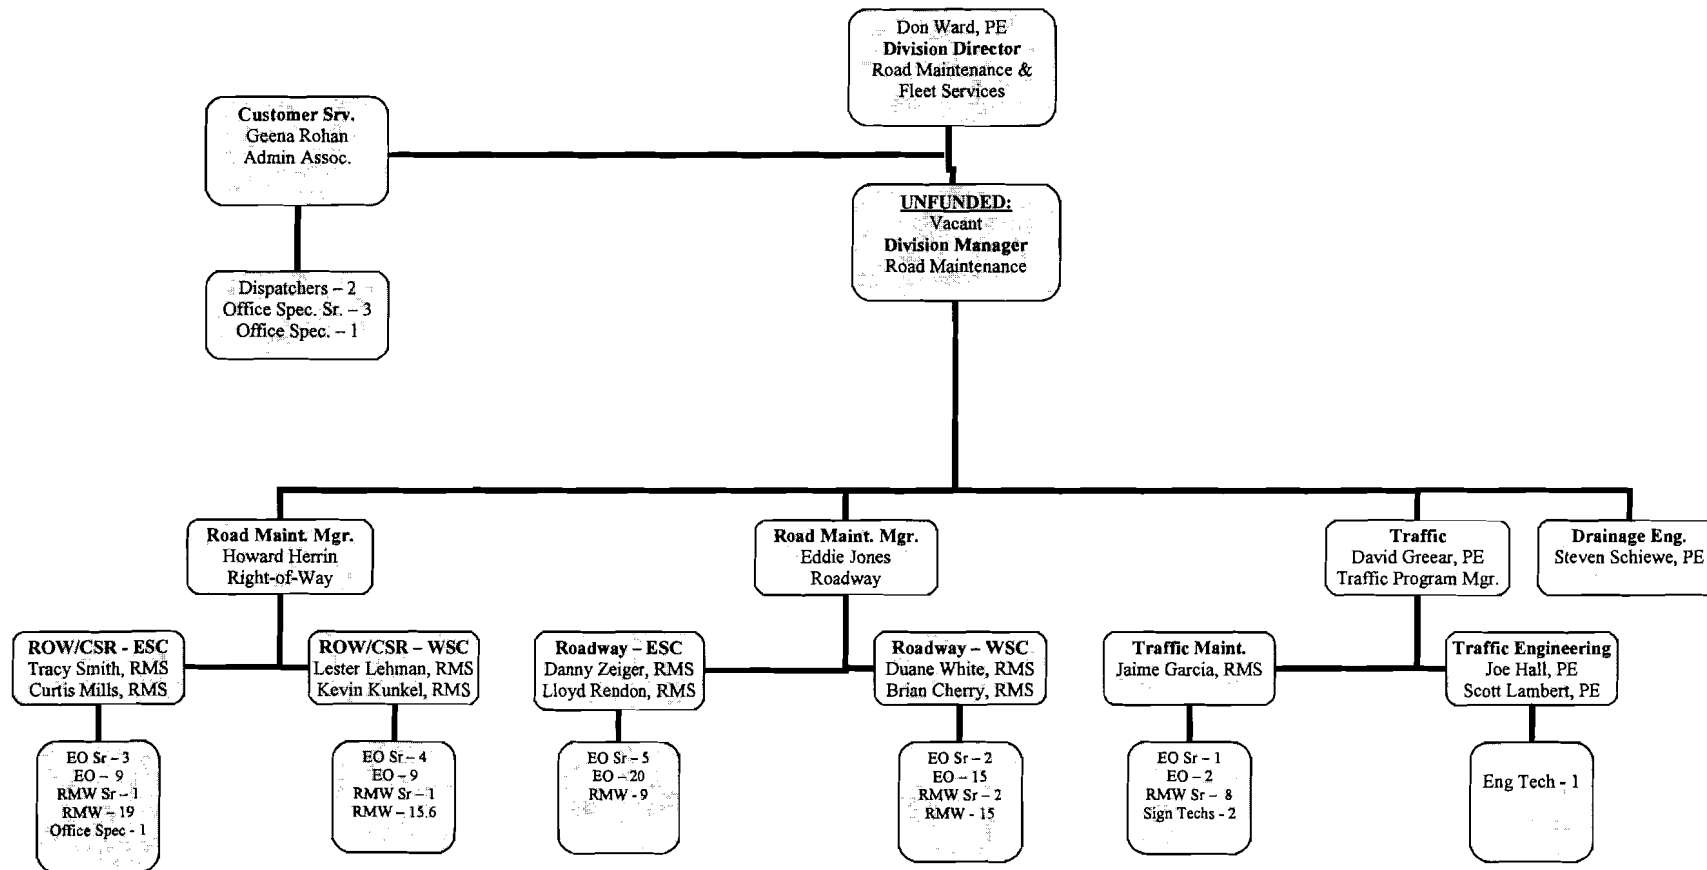 Don Ward, PE
Division Director
Road Maintenance &
Fleet Services
Customer Srv.
Geena Rohan
Admin Assoc.
UNFUNDED:
Vacant
Division Manager
Road Maintenance
Dispatchers – 2
Office Spec. Sr. – 3
Office Spec. – 1
Road Maint. Mgr.
Howard Herrin
Right-of-Way
Road Maint. Mgr.
Eddie Jones
Roadway
Traffic
David Greear, PE
Traffic Program Mgr.
Drainage Eng.
Steven Schiewe, PE
ROW/CSR - ESC
Tracy Smith, RMS
Curtis Mills, RMS
ROW/CSR – WSC
Lester Lehman, RMS
Kevin Kunkel, RMS
Roadway – ESC
Danny Zeiger, RMS
Lloyd Rendon, RMS
Roadway – WSC
Duane White, RMS
Brian Cherry, RMS
Traffic Maint.
Jaime Garcia, RMS
Traffic Engineering
Joe Hall, PE
Scott Lambert, PE
EO Sr – 3
EO – 9
RMW Sr – 1
RMW – 19
Office Spec - 1
EO Sr – 4
EO – 9
RMW Sr – 1
RMW – 15.6
EO Sr – 5
EO – 20
RMW - 9
EO Sr – 2
EO – 15
RMW Sr – 2
RMW - 15
EO Sr – 1
EO – 2
RMW Sr – 8
Sign Techs - 2
Eng Tech - 1